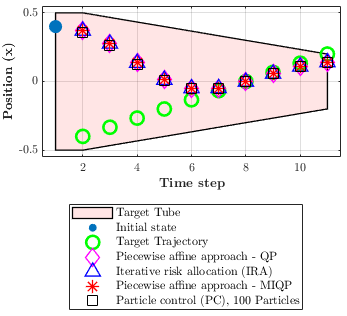 0.5
0
-0.5
Position (x)
2
4
6
8
10
Time step
Target Tube
Initial state
Target Trajectory
Piecewise affine approach - QP
Iterative risk allocation (IRA)
Piecewise affine approach - MIQP
Particle control (PC), 100 Particles